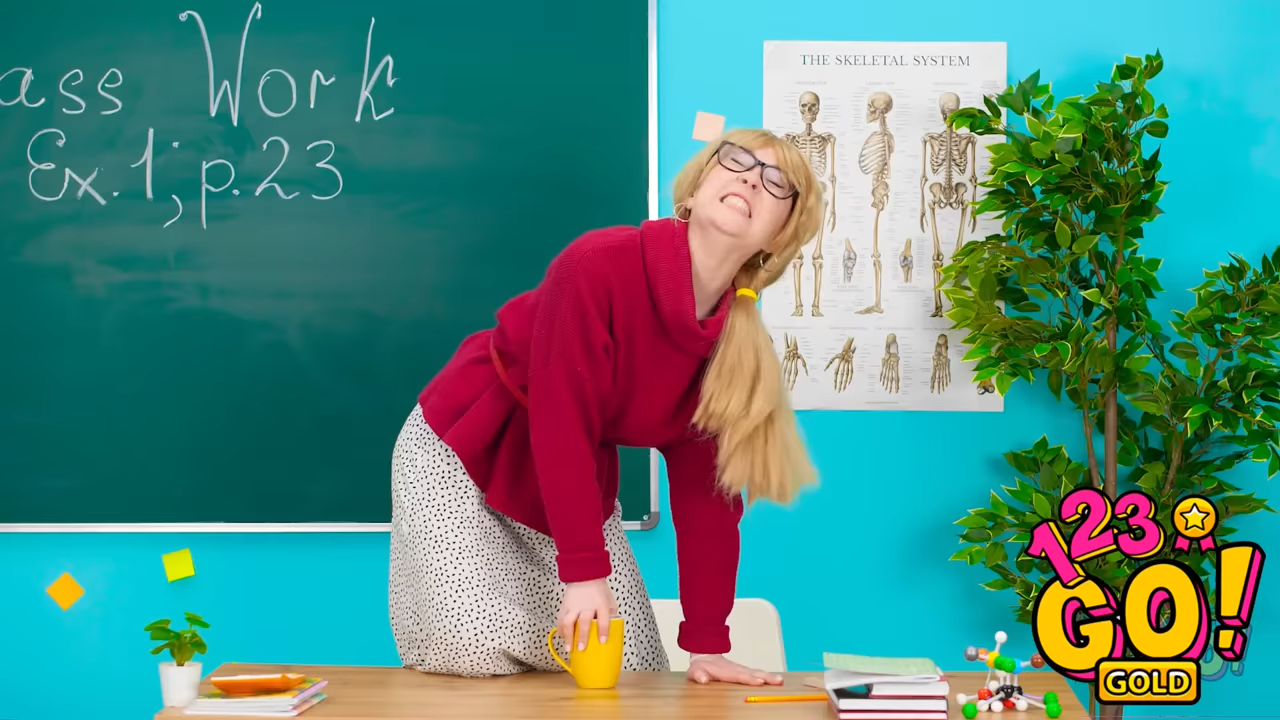 ass Work
Ex. 1; p. 23
THE SKELETAL SYSTEM
123
GO!
GOLD